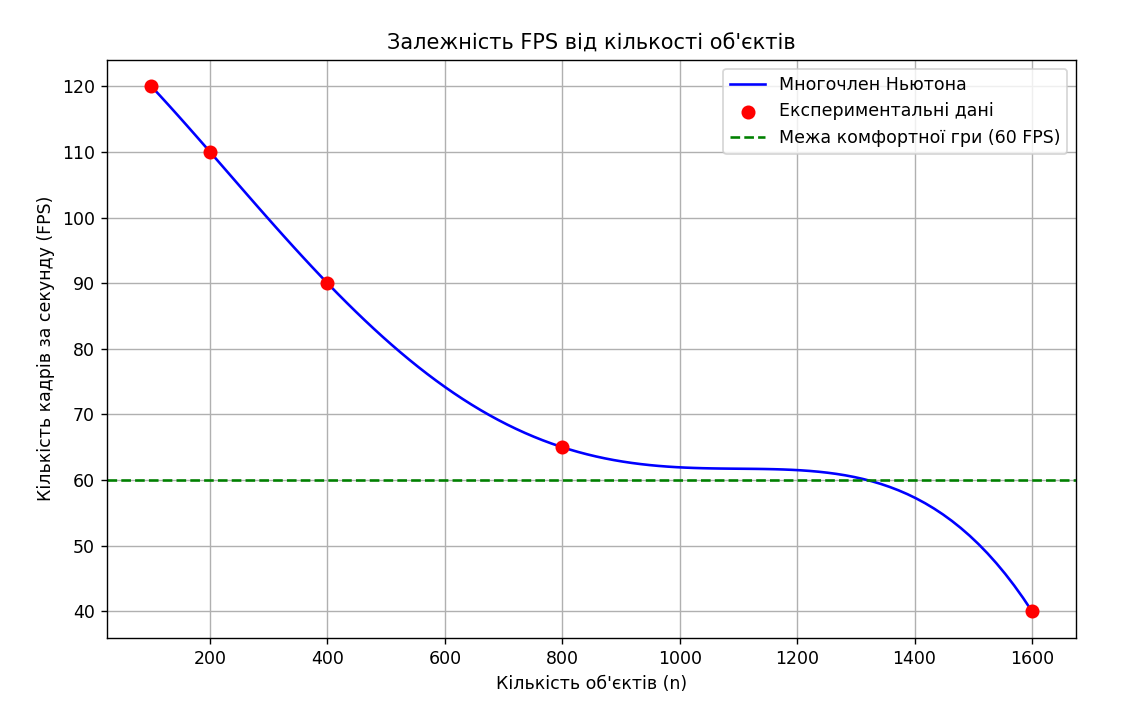 Залежність FPS від кількості об'єктів
Многочлен Ньютона
Експериментальні дані
Межа комфортної гри (60 FPS)
Кількість кадрів за секунду (FPS)
120
110
100
90
80
70
60
50
40
200 400 600 800 1000 1200 1400 1600
Кількість об'єктів (n)